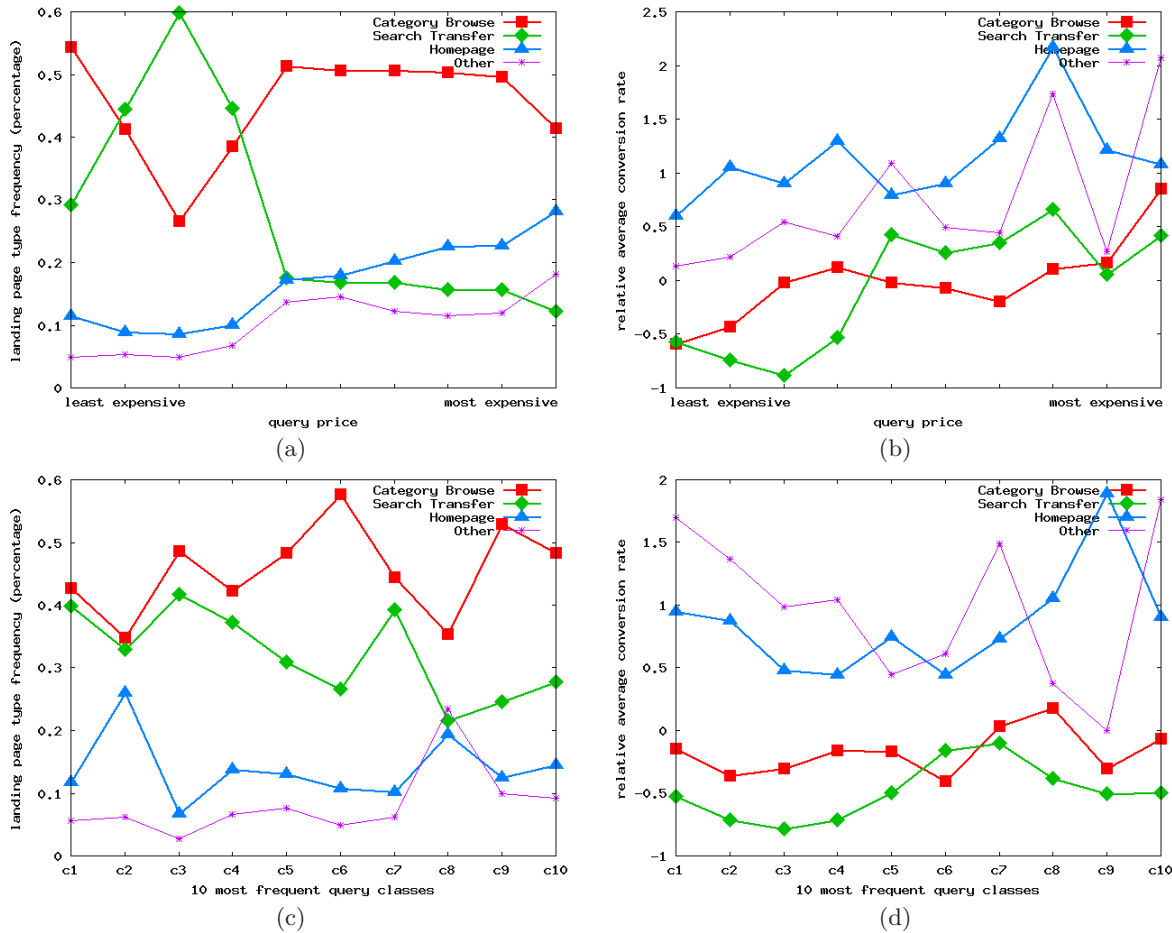 landing page type frequency (percentage)
0.6
0.5
0.4
0.3
0.2
0.1
0
Category Browse
Search Transfer
Homepage
Other
least expensive
most expensive
query price
(a)
relative average conversion rate
2.5
2
1.5
1
0.5
0
-0.5
-1
Category Browse
Search Transfer
Homepage
Other
least expensive
most expensive
query price
(b)
landing page type frequency (percentage)
0.6
0.5
0.4
0.3
0.2
0.1
0
Category Browse
Search Transfer
Homepage
Other
c1 c2 c3 c4 c5 c6 c7 c8 c9 c10
10 most frequent query classes
(c)
relative average conversion rate
2
1.5
1
0.5
0
-0.5
-1
Category Browse
Search Transfer
Homepage
Other
c1 c2 c3 c4 c5 c6 c7 c8 c9 c10
10 most frequent query classes
(d)